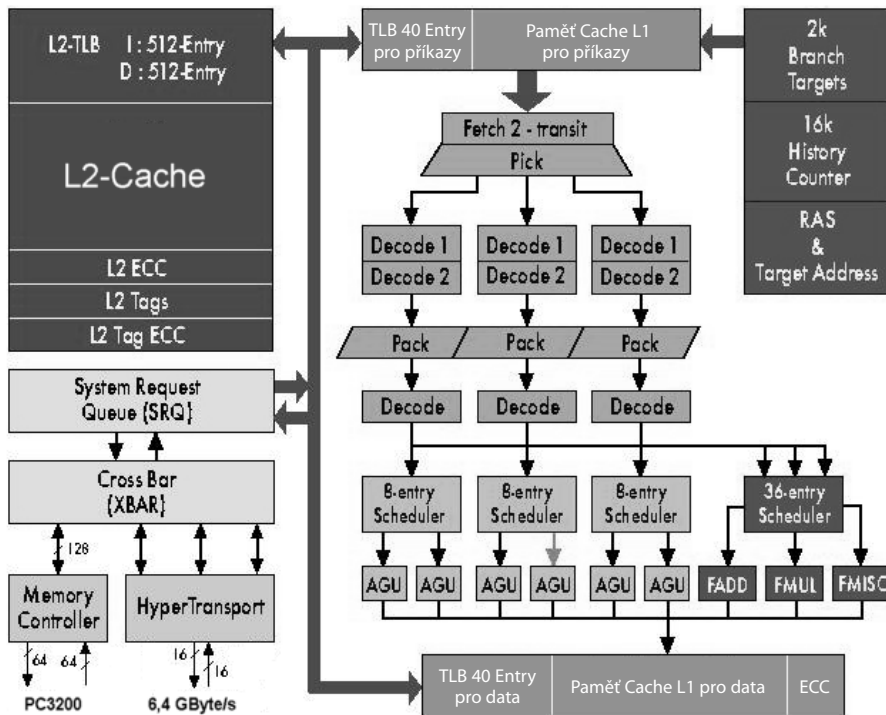 L2-TLB I : 512-Entry
D : 512-Entry
L2-Cache
L2 ECC
L2 Tags
L2 Tag ECC
System Request
Queue (SRQ)
Cross Bar
(XBAR)
128
Memory
Controller
HyperTransport
64
64
16
16
PC3200
6,4 GByte/s
TLB 40 Entry
pro příkazy
Paměť Cache L1
pro příkazy
2k
Branch
Targets
16k
History
Counter
RAS
&
Target Address
Fetch 2 - transit
Pick
Decode 1
Decode 2
Decode 1
Decode 2
Decode 1
Decode 2
Pack
Pack
Pack
Decode
Decode
Decode
8-entry
Scheduler
8-entry
Scheduler
8-entry
Scheduler
36-entry
Scheduler
AGU
AGU
AGU
AGU
AGU
AGU
FADD
FMUL
FMISC
TLB 40 Entry
pro data
Paměť Cache L1 pro data
ECC